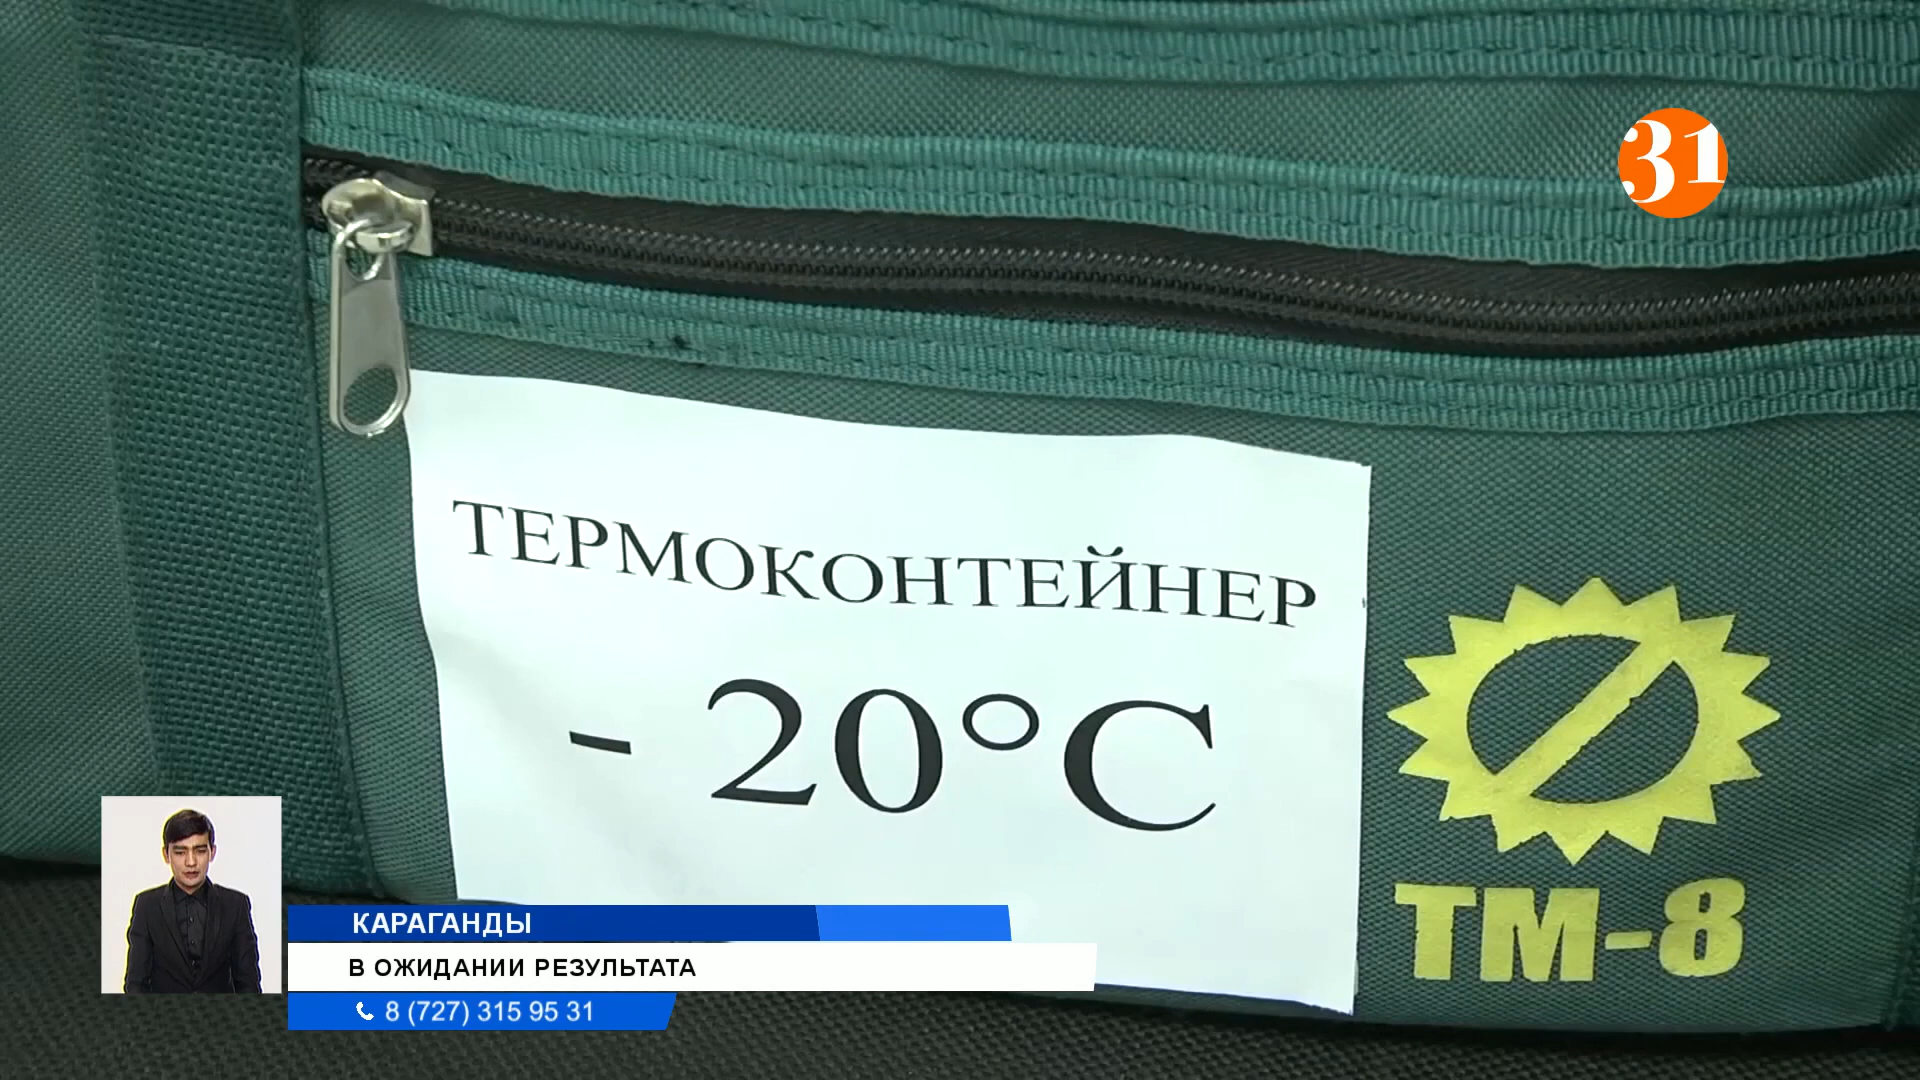 31
ТЕРМОКОНТЕЙНЕР
- 20°C
ТМ-8
КАРАГАНДЫ
В ОЖИДАНИИ РЕЗУЛЬТАТА
8 (727) 315 95 31